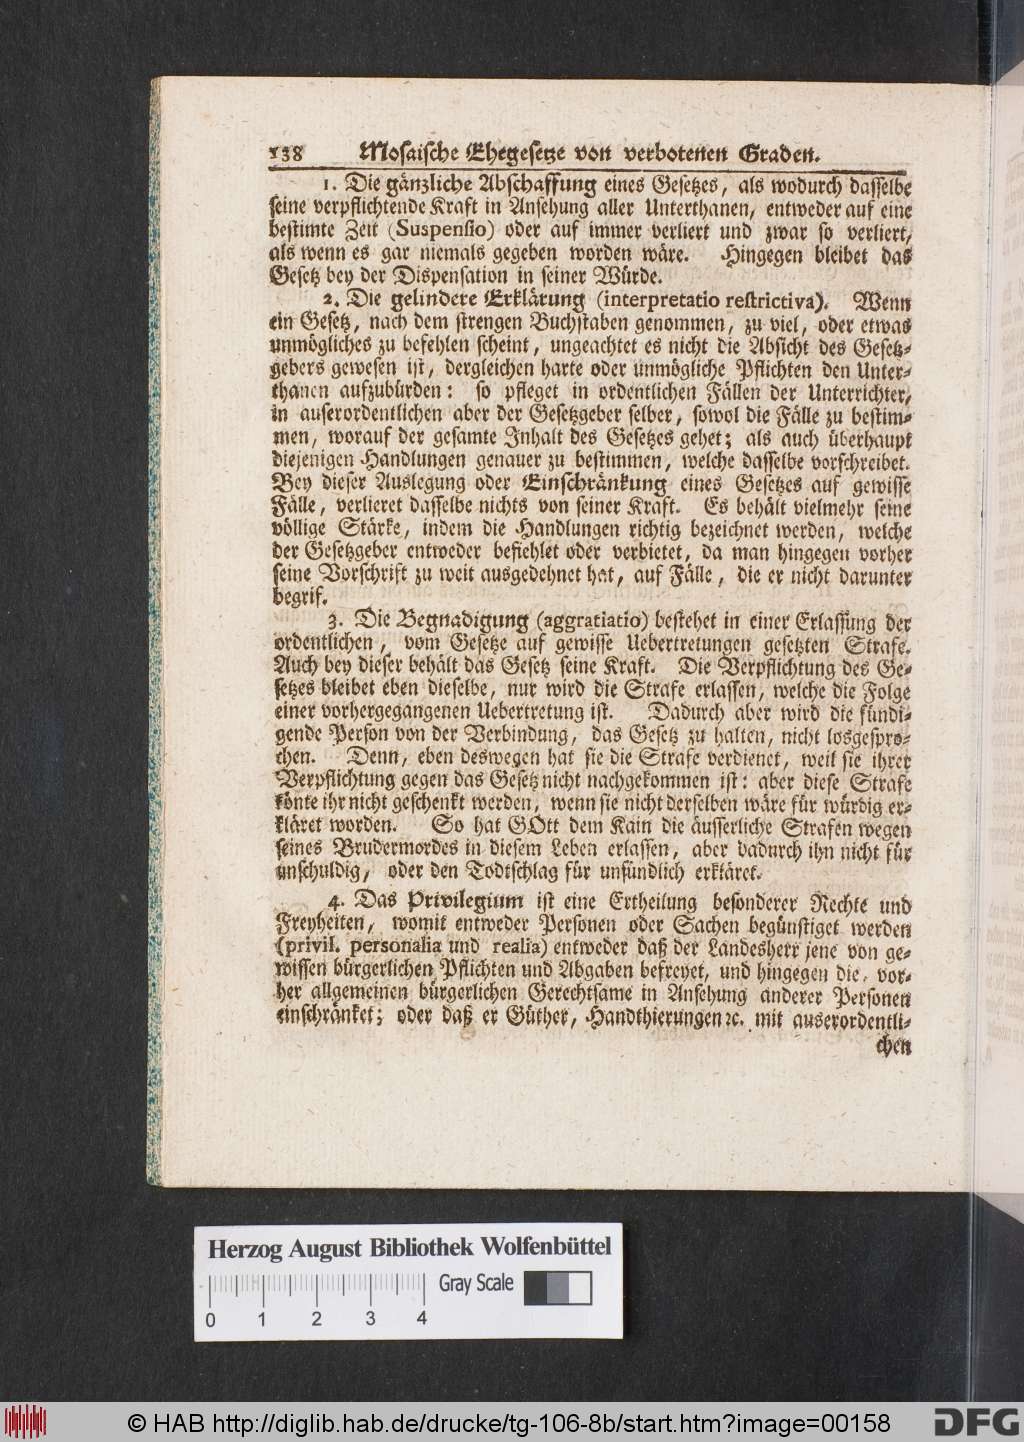 138 Mosaische Ehegesetze von verbotenen Graden.
1. Die gänzliche Abschaffung eines Gesetzes, als wodurch dasselbe
seine verpflichtende Kraft in Ansehung aller Unterthanen, entweder auf eine
bestimte Zeit (Suspensio) oder auf immer verliert und zwar so verliert,
als wenn es gar niemals gegeben worden wäre. Hingegen bleibet das
Gesetz bey der Dispensation in seiner Würde.
2. Die gelindere Erklärung (interpretatio restrictiva). Wenn
ein Gesetz, nach dem strengen Buchstaben genommen, zu viel, oder etwas
unmögliches zu befehlen scheint, ungeachtet es nicht die Absicht des Gesetz-
gebers gewesen ist, dergleichen harte oder unmögliche Pflichten den Unter-
thanen aufzubürden: so pfleget in ordentlichen Fällen der Unterrichter,
in auserordentlichen aber der Gesetzgeber selber, sowol die Fälle zu bestim-
men, worauf der gesamte Inhalt des Gesetzes gehet; als auch überhaupt
diejenigen Handlungen genauer zu bestimmen, welche dasselbe vorschreibet.
Bey dieser Auslegung oder Einschränkung eines Gesetzes auf gewisse
Fälle, verlieret dasselbe nichts von seiner Kraft. Es behält vielmehr seine
völlige Stärke, indem die Handlungen richtig bezeichnet werden, welche
der Gesetzgeber entweder befiehlet oder verbietet, da man hingegen vorher
seine Vorschrift zu weit ausgedehnet hat, auf Fälle, die er nicht darunter
begrif.
3. Die Begnadigung (aggratiatio) bestehet in einer Erlassung der
ordentlichen, vom Gesetze auf gewisse Uebertretungen gesetzten Strafe.
Auch bey dieser behält das Gesetz seine Kraft. Die Verpflichtung des Ge-
setzes bleibet eben dieselbe, nur wird die Strafe erlassen, welche die Folge
einer vorhergegangenen Uebertretung ist. Dadurch aber wird die sündi-
gende Person von der Verbindung, das Gesetz zu halten, nicht losgespro-
chen. Denn, eben deswegen hat sie die Strafe verdienet, weil sie ihrer
Verpflichtung gegen das Gesetz nicht nachgekommen ist: aber diese Strafe
könte ihr nicht geschenkt werden, wenn sie nicht derselben wäre für würdig er-
kläret worden. So hat GOtt dem Kain die äusserliche Strafen wegen
seines Brudermordes in diesem Leben erlassen, aber dadurch ihn nicht für
unschuldig, oder den Todtschlag für unsündlich erkläret.
4. Das Privilegium ist eine Ertheilung besonderer Rechte und
Freyheiten, womit entweder Personen oder Sachen begünstiget werden
(privil. personalia und realia) entweder daß der Landesherr jene von ge-
wissen bürgerlichen Pflichten und Abgaben befreyet, und hingegen die, vor-
her allgemeinen bürgerlichen Gerechtsame in Ansehung anderer Personen
einschränket; oder daß er Güther, Handthierungen ꝛc. mit auserordentli-
chen
Herzog August Bibliothek Wolfenbüttel
Gray Scale
0 1 2 3 4
© HAB http://diglib.hab.de/drucke/tg-106-8b/start.htm?image=00158
DFG